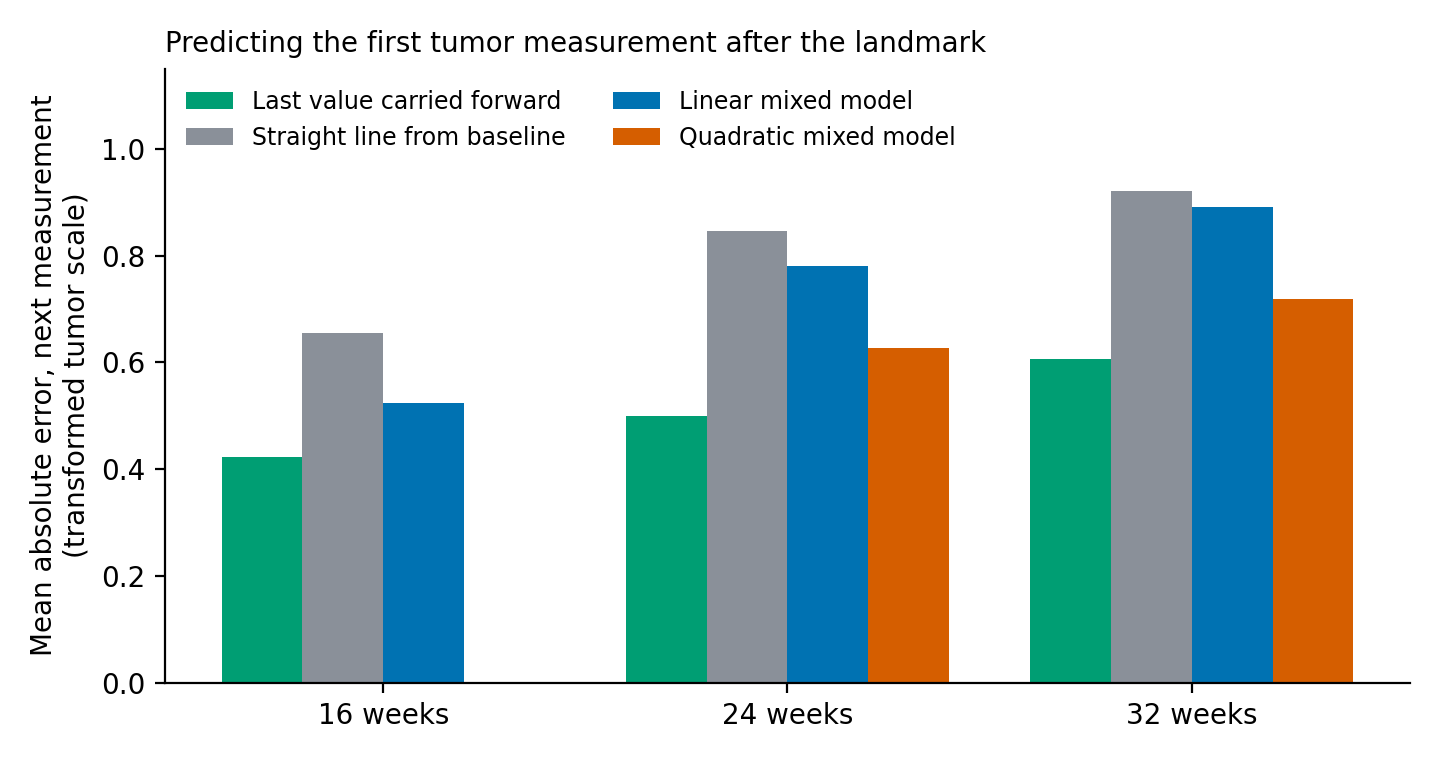 Predicting the first tumor measurement after the landmark
Last value carried forward
Straight line from baseline
Linear mixed model
Quadratic mixed model
Mean absolute error, next measurement
(transformed tumor scale)
1.0
0.8
0.6
0.4
0.2
0.0
16 weeks
24 weeks
32 weeks